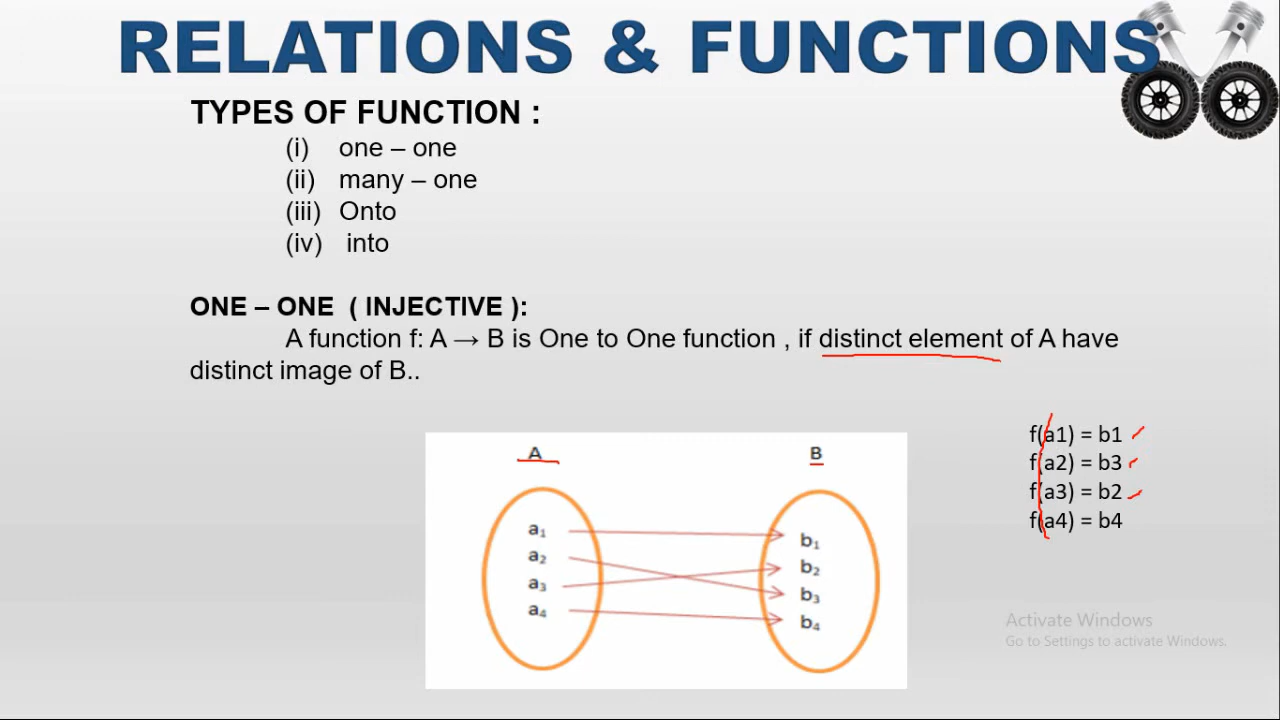 RELATIONS & FUNCTIONS
TYPES OF FUNCTION :
(i) one – one
(ii) many – one
(iii) Onto
(iv) into
ONE – ONE ( INJECTIVE ):
A function f: A → B is One to One function , if distinct element of A have
distinct image of B..
f(a1) = b1
f(a2) = b3
f(a3) = b2
f(a4) = b4
A B
a₁ b₁
a₂ b₂
a₃ b₃
a₄ b₄
Activate Windows
Go to Settings to activate Windows.